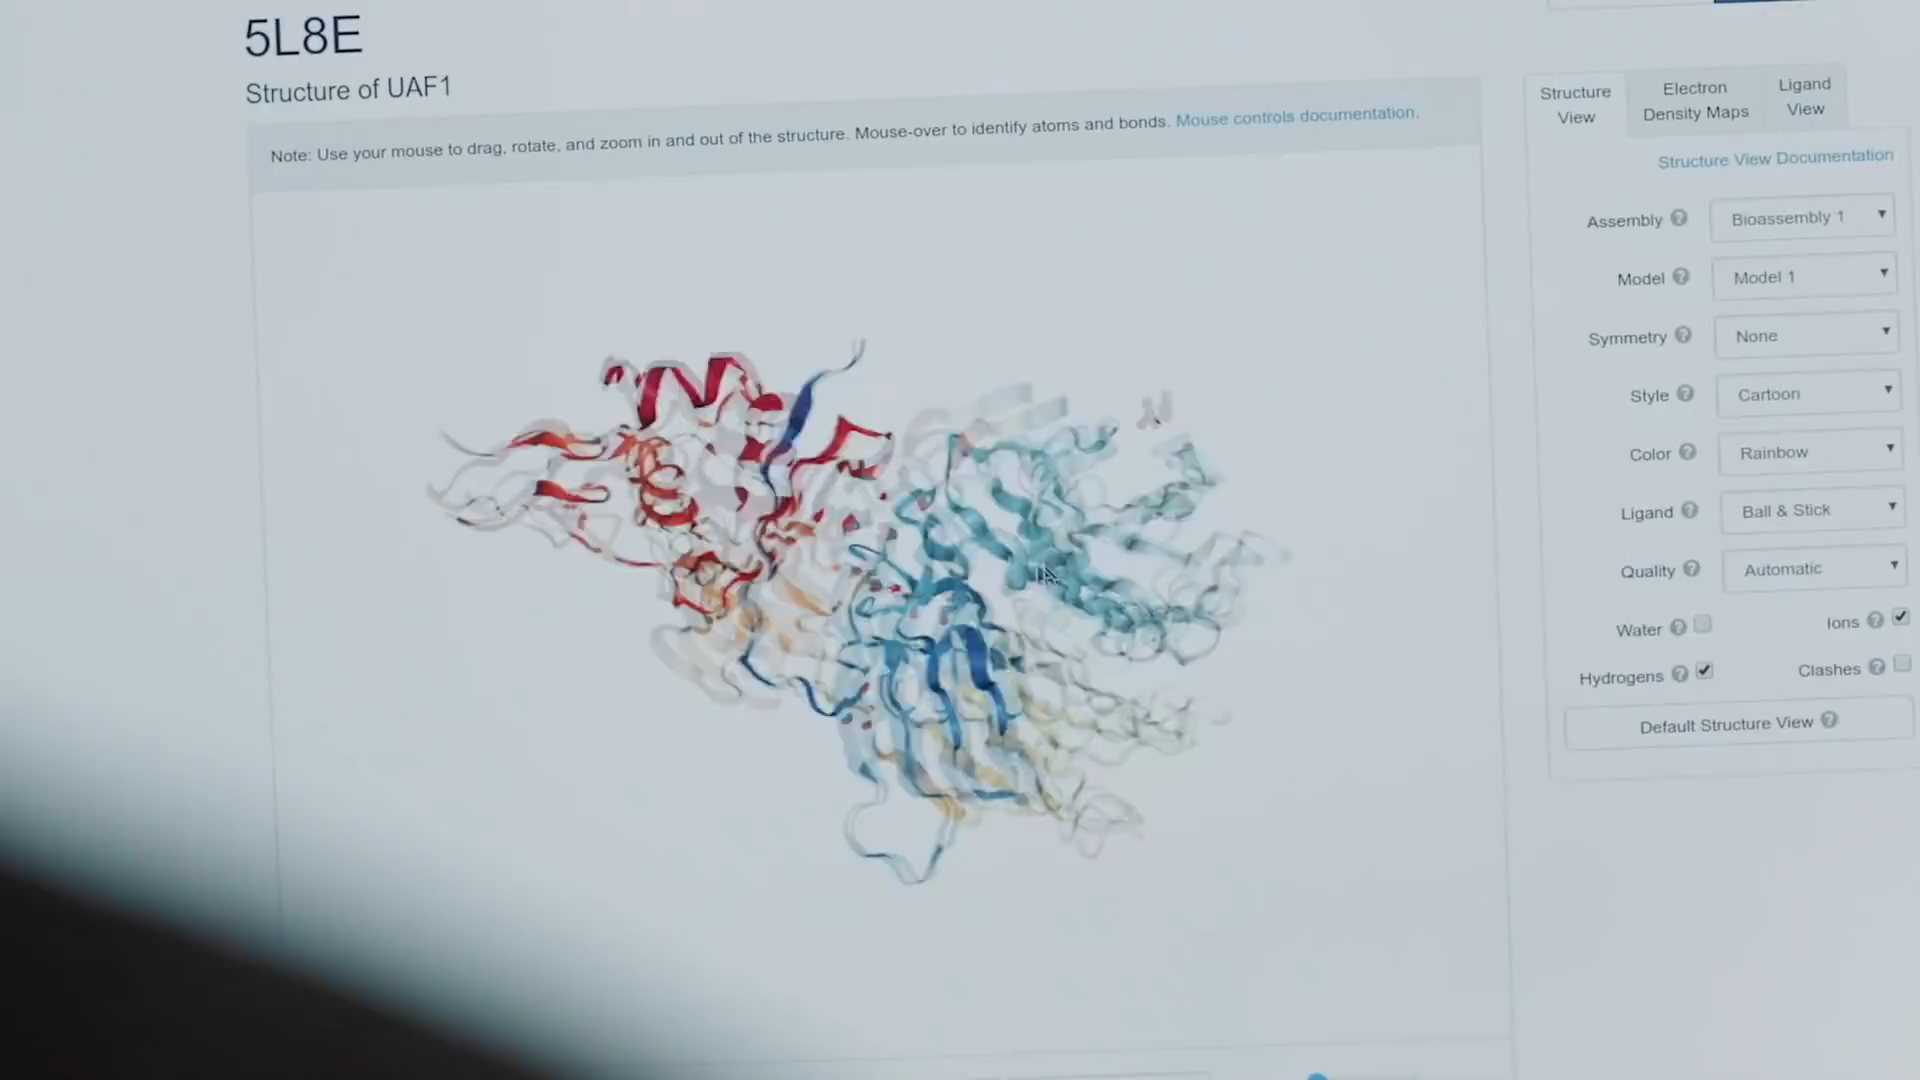 5L8E
Structure of UAF1
Note: Use your mouse to drag, rotate, and zoom in and out of the structure. Mouse-over to identify atoms and bonds. Mouse controls documentation.
Structure View
Electron Density Maps
Ligand View
Structure View Documentation
Assembly Bioassembly 1
Model Model 1
Symmetry None
Style Cartoon
Color Rainbow
Ligand Ball & Stick
Quality Automatic
Water Ions
Hydrogens Clashes
Default Structure View